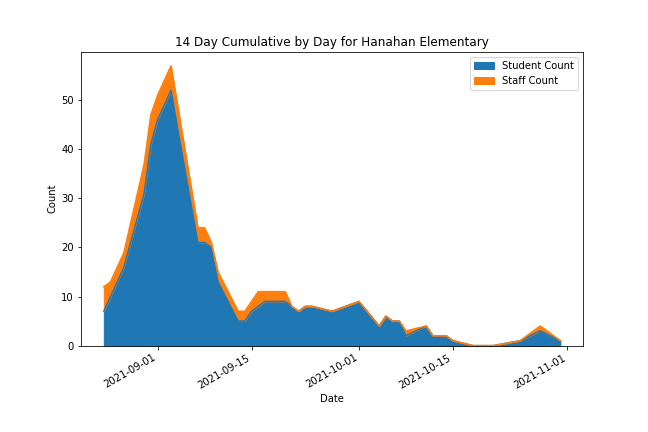 14 Day Cumulative by Day for Hanahan Elementary
Student Count
Staff Count
Count
50
40
30
20
10
0
2021-09-01
2021-09-15
2021-10-01
2021-10-15
2021-11-01
Date